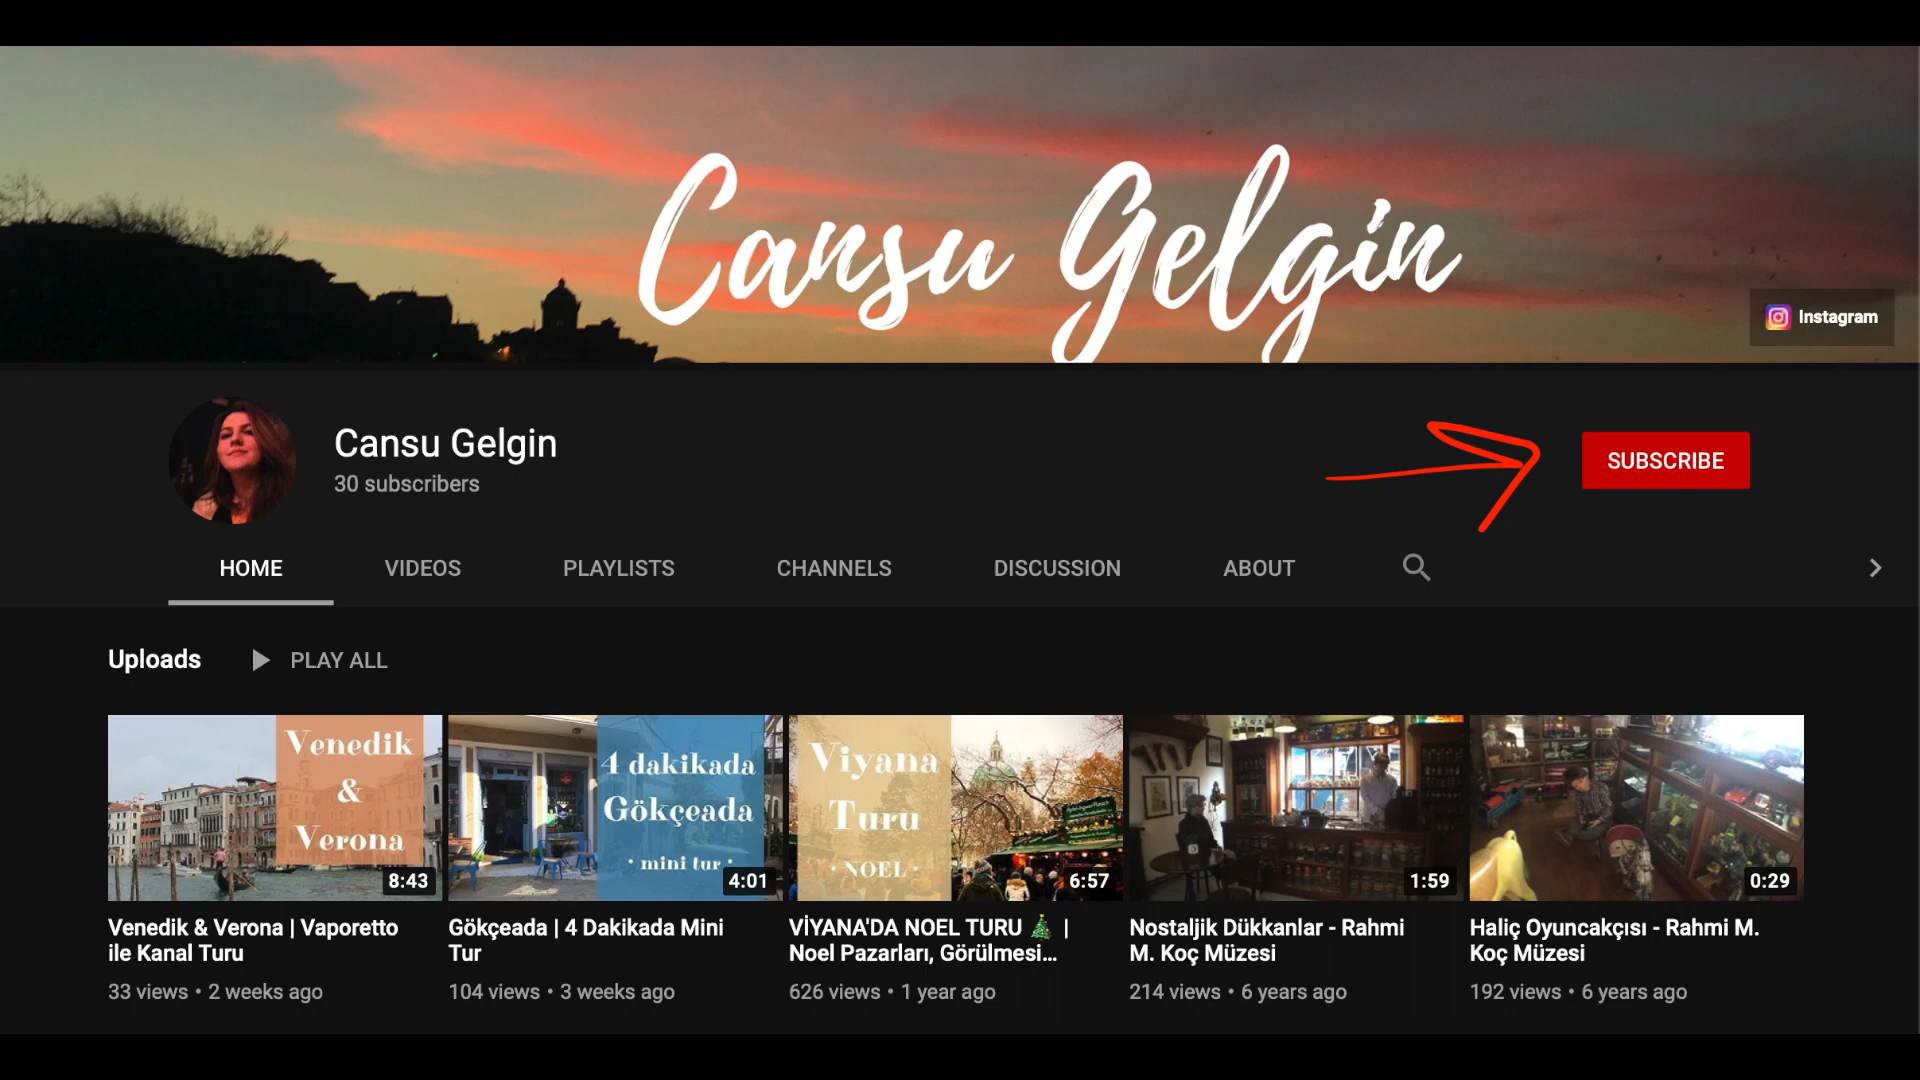 Cansu Gelgin
Instagram
Cansu Gelgin
30 subscribers
SUBSCRIBE
HOME
VIDEOS
PLAYLISTS
CHANNELS
DISCUSSION
ABOUT
Uploads
PLAY ALL
Venedik
&
Verona
8:43
4 dakikada
Gökçeada
• mini tur •
4:01
Viyana
Turu
• NOEL •
6:57
1:59
0:29
Venedik & Verona | Vaporetto
ile Kanal Turu
33 views • 2 weeks ago
Gökçeada | 4 Dakikada Mini
Tur
104 views • 3 weeks ago
VİYANA'DA NOEL TURU 🎄 |
Noel Pazarları, Görülmesi...
626 views • 1 year ago
Nostaljik Dükkanlar - Rahmi
M. Koç Müzesi
214 views • 6 years ago
Haliç Oyuncakçısı - Rahmi M.
Koç Müzesi
192 views • 6 years ago